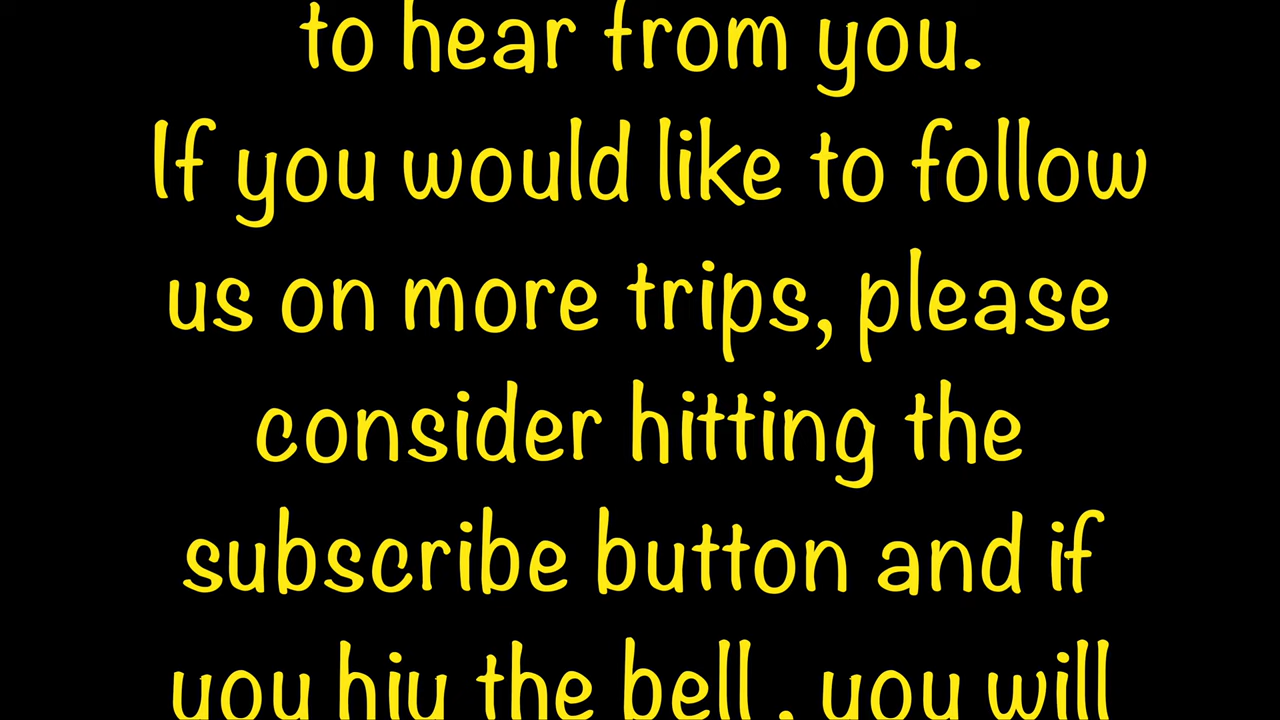 to hear from you.
If you would like to follow
us on more trips, please
consider hitting the
subscribe button and if
you hiy the bell , you will